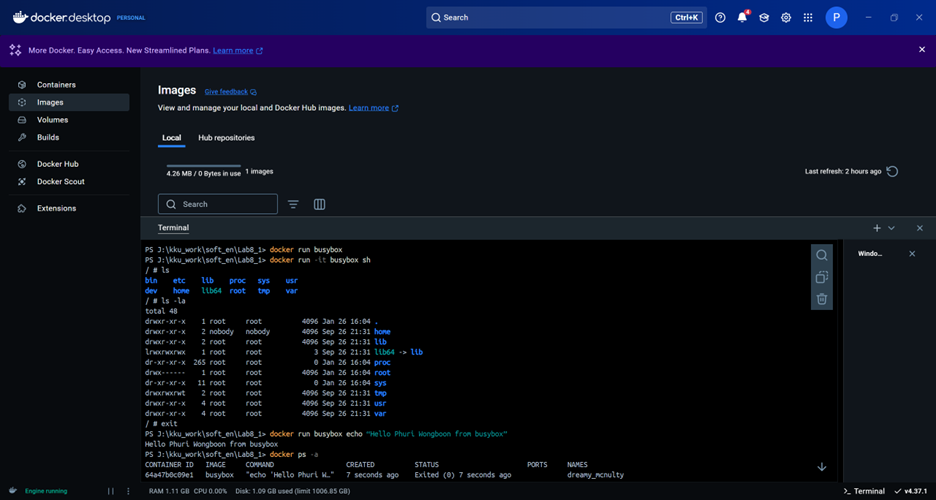 docker.desktop PERSONAL
Search Ctrl+K
4
P
More Docker. Easy Access. New Streamlined Plans. Learn more
Containers
Images
Volumes
Builds
Docker Hub
Docker Scout
Extensions
Images Give feedback
View and manage your local and Docker Hub images. Learn more
Local Hub repositories
4.26 MB / 0 Bytes in use 1 images
Last refresh: 2 hours ago
Search
Terminal
Windo...
PS J:\kku_work\soft_en\Lab8_1> docker run busybox
PS J:\kku_work\soft_en\Lab8_1> docker run -it busybox sh
/ # ls
bin etc lib proc sys usr
dev home lib64 root tmp var
/ # ls -la
total 48
drwxr-xr-x 1 root root 4096 Jan 26 16:04 .
drwxr-xr-x 2 nobody nobody 4096 Sep 26 21:31 home
drwxr-xr-x 2 root root 4096 Sep 26 21:31 lib
lrwxrwxrwx 1 root root 3 Sep 26 21:31 lib64 -> lib
dr-xr-xr-x 265 root root 0 Jan 26 16:04 proc
drwx------ 1 root root 4096 Jan 26 16:04 root
dr-xr-xr-x 11 root root 0 Jan 26 16:04 sys
drwxrwxrwt 2 root root 4096 Sep 26 21:31 tmp
drwxr-xr-x 4 root root 4096 Sep 26 21:31 usr
drwxr-xr-x 4 root root 4096 Sep 26 21:31 var
/ # exit
PS J:\kku_work\soft_en\Lab8_1> docker run busybox echo "Hello Phuri Wongboon from busybox"
Hello Phuri Wongboon from busybox
PS J:\kku_work\soft_en\Lab8_1> docker ps -a
CONTAINER ID IMAGE COMMAND CREATED STATUS PORTS NAMES
64a47b0c09e1 busybox "echo 'Hello Phuri W…" 7 seconds ago Exited (0) 7 seconds ago dreamy_mcnulty
Engine running RAM 1.11 GB CPU 0.00% Disk: 1.09 GB used (limit 1006.85 GB) Terminal v4.37.1